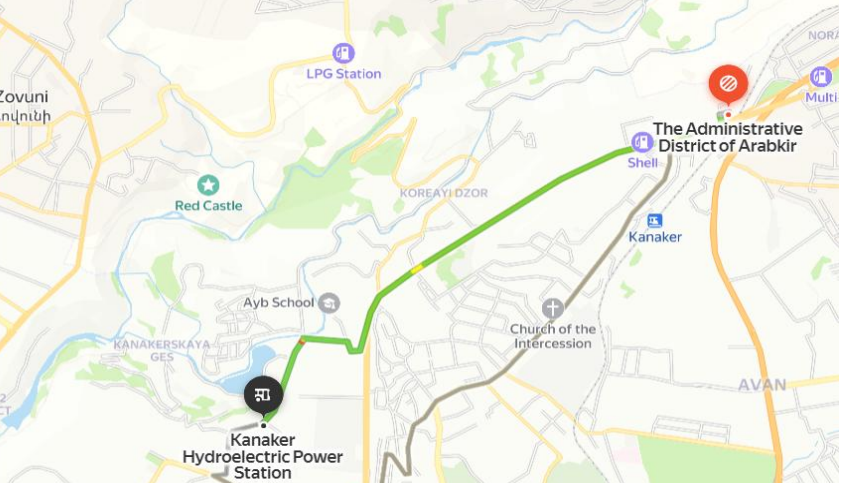 NORA
LPG Station
Multi
Zovuni
Զովունի
The Administrative
District of Arabkir
Shell
KOREAYI DZOR
Red Castle
Kanaker
Ayb School
Church of the
Intercession
KANAKERSKAYA
GES
AVAN
Kanaker
Hydroelectric Power
Station